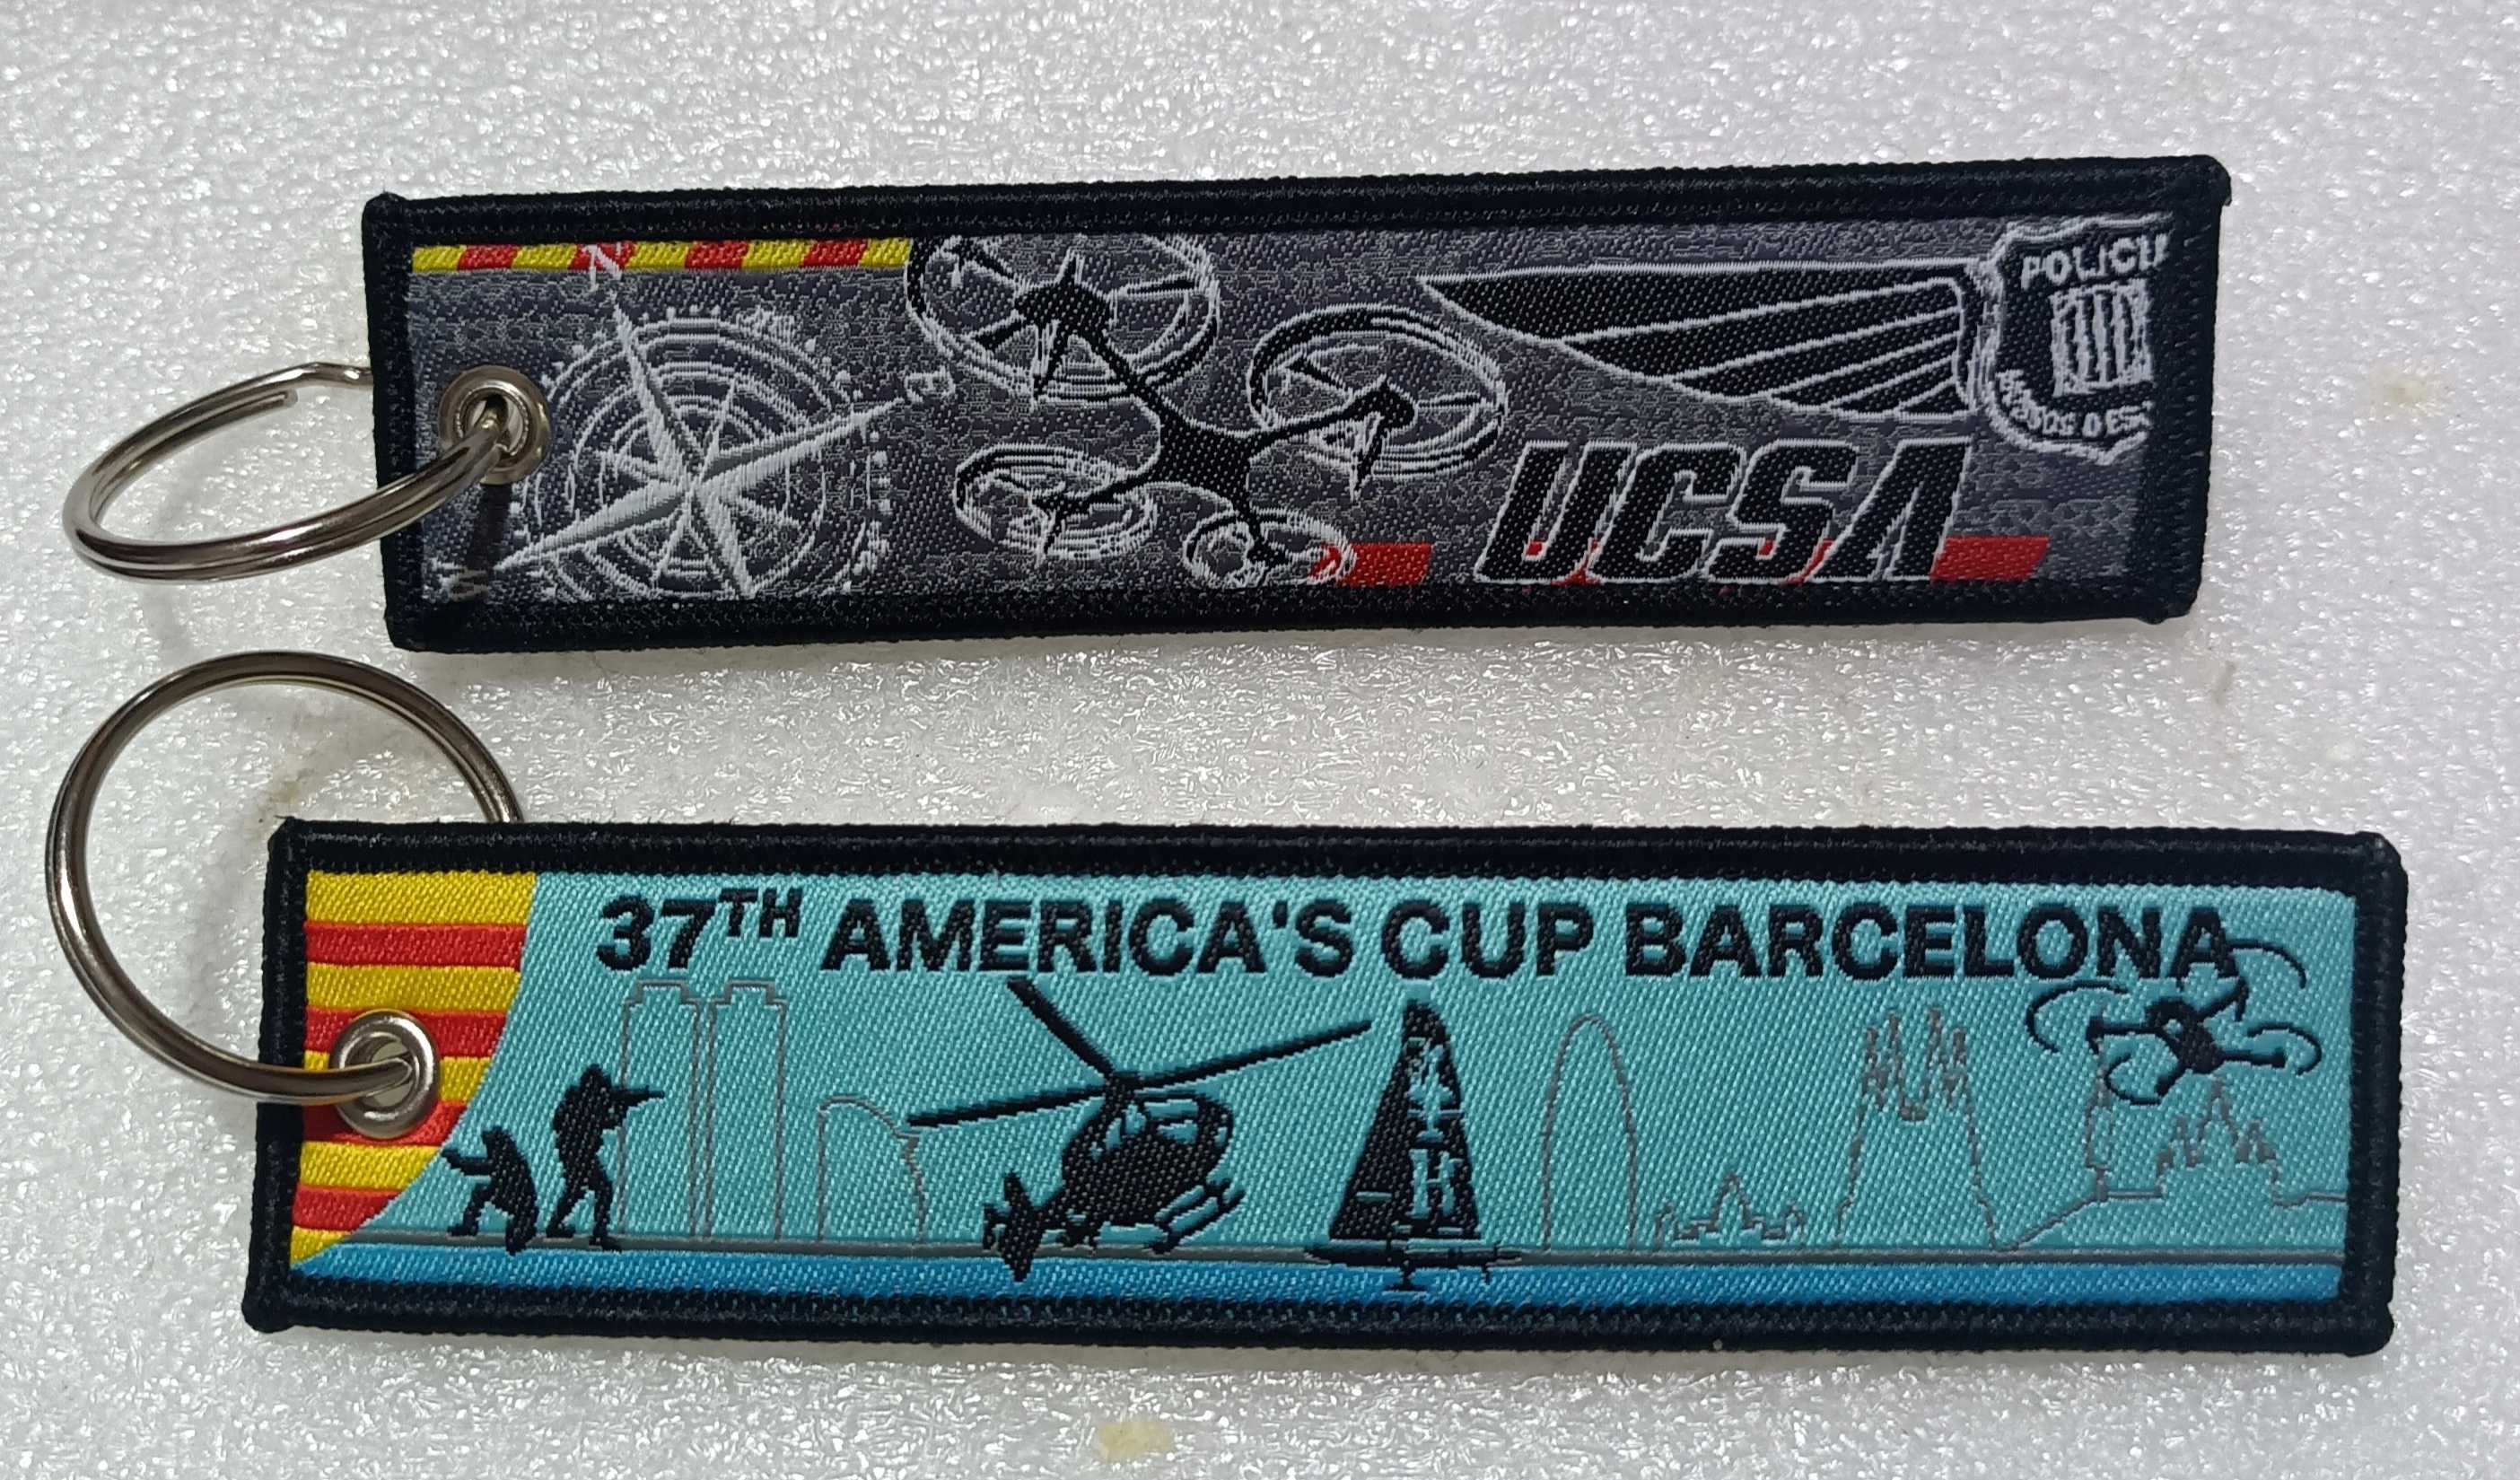 N
E
POLICIA
UCSA
37TH AMERICA'S CUP BARCELONA